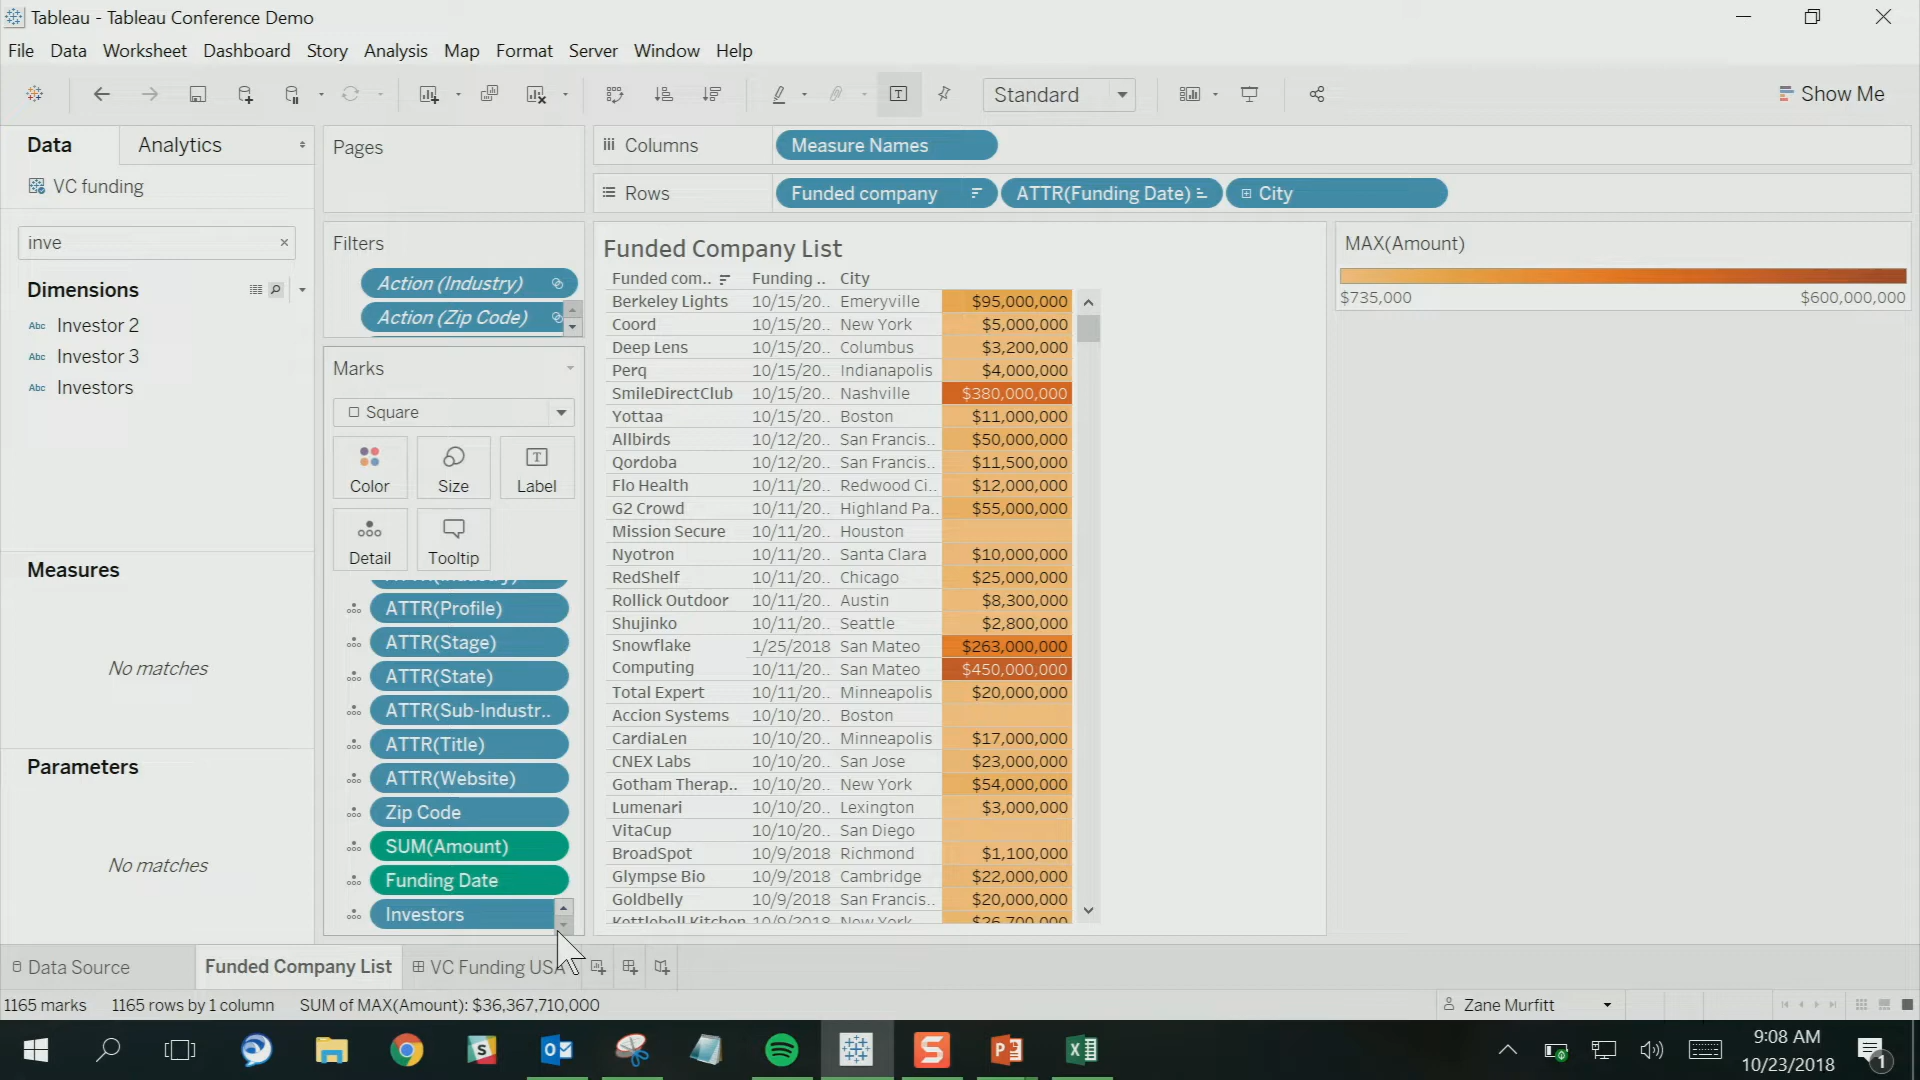 Tableau - Tableau Conference Demo
File Data Worksheet Dashboard Story Analysis Map Format Server Window Help
Standard
Show Me
Data
Analytics
VC funding
inve
Dimensions
Abc Investor 2
Abc Investor 3
Abc Investors
Measures
No matches
Parameters
No matches
Pages
Filters
Action (Industry)
Action (Zip Code)
Marks
Square
Color
Size
Label
Detail
Tooltip
ATTR(Profile)
ATTR(Stage)
ATTR(State)
ATTR(Sub-Industr..
ATTR(Title)
ATTR(Website)
Zip Code
SUM(Amount)
Funding Date
Investors
Columns
Measure Names
Rows
Funded company
ATTR(Funding Date)
City
Funded Company List
Funded com.. Funding .. City
Berkeley Lights 10/15/20.. Emeryville $95,000,000
Coord 10/15/20.. New York $5,000,000
Deep Lens 10/15/20.. Columbus $3,200,000
Perq 10/15/20.. Indianapolis $4,000,000
SmileDirectClub 10/15/20.. Nashville $380,000,000
Yottaa 10/15/20.. Boston $11,000,000
Allbirds 10/12/20.. San Francis.. $50,000,000
Qordoba 10/12/20.. San Francis.. $11,500,000
Flo Health 10/11/20.. Redwood Ci.. $12,000,000
G2 Crowd 10/11/20.. Highland Pa.. $55,000,000
Mission Secure 10/11/20.. Houston
Nyotron 10/11/20.. Santa Clara $10,000,000
RedShelf 10/11/20.. Chicago $25,000,000
Rollick Outdoor 10/11/20.. Austin $8,300,000
Shujinko 10/11/20.. Seattle $2,800,000
Snowflake 1/25/2018 San Mateo $263,000,000
Computing 10/11/20.. San Mateo $450,000,000
Total Expert 10/11/20.. Minneapolis $20,000,000
Accion Systems 10/10/20.. Boston
CardiaLen 10/10/20.. Minneapolis $17,000,000
CNEX Labs 10/10/20.. San Jose $23,000,000
Gotham Therap.. 10/10/20.. New York $54,000,000
Lumenari 10/10/20.. Lexington $3,000,000
VitaCup 10/10/20.. San Diego
BroadSpot 10/9/2018 Richmond $1,100,000
Glympse Bio 10/9/2018 Cambridge $22,000,000
Goldbelly 10/9/2018 San Francis.. $20,000,000
Kettlebell Kitchen 10/9/2018 New York $26,700,000
MAX(Amount)
$735,000
$600,000,000
Data Source
Funded Company List
VC Funding USA
1165 marks 1165 rows by 1 column SUM of MAX(Amount): $36,367,710,000
Zane Murfitt
9:08 AM
10/23/2018
1